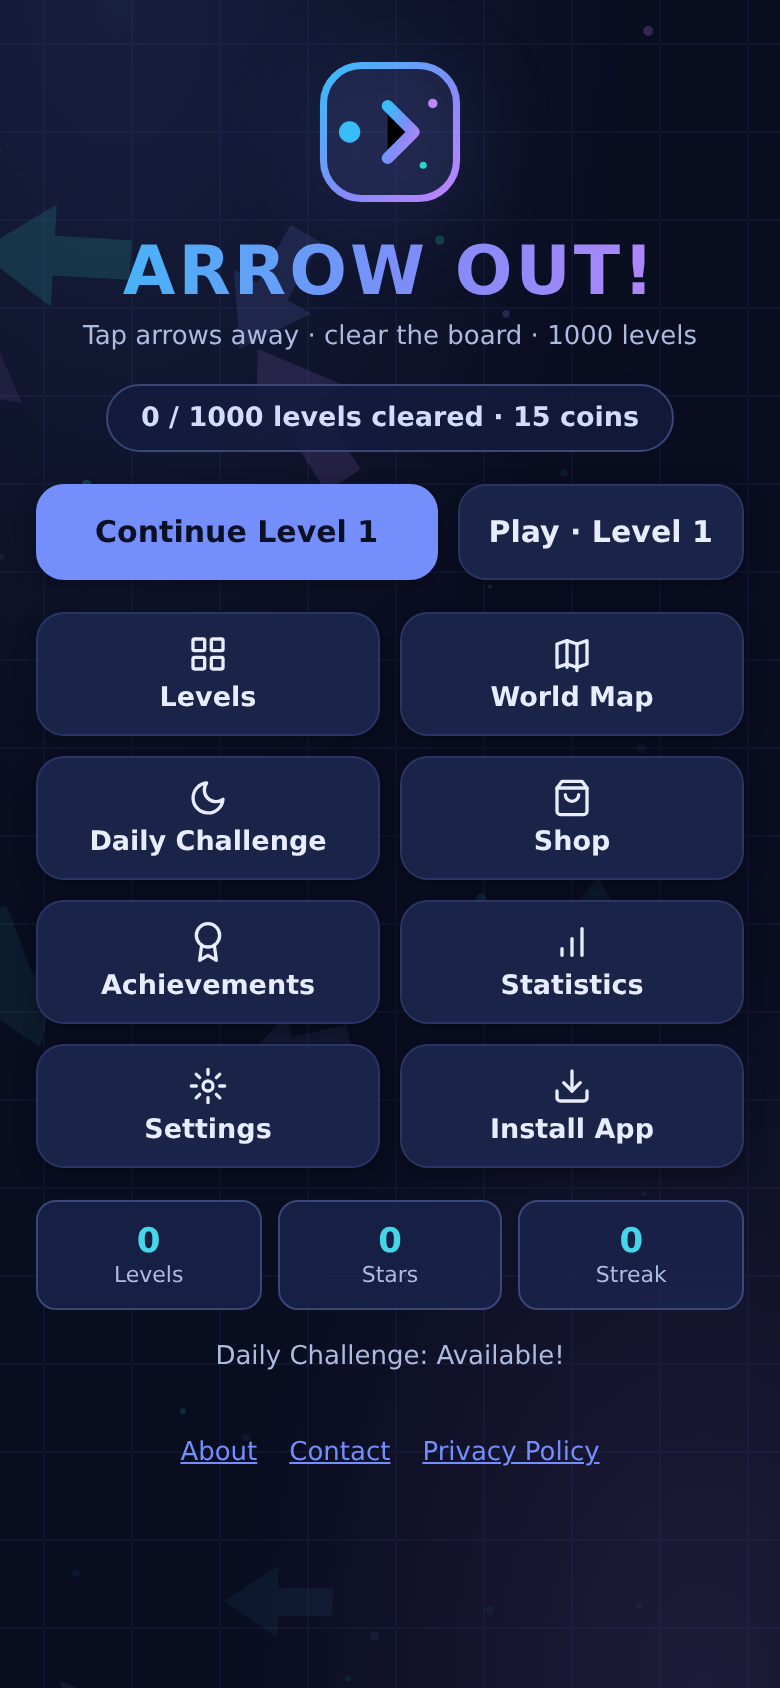 ARROW OUT!
Tap arrows away · clear the board · 1000 levels
0 / 1000 levels cleared · 15 coins
Continue Level 1
Play · Level 1
Levels
World Map
Daily Challenge
Shop
Achievements
Statistics
Settings
Install App
0
Levels
0
Stars
0
Streak
Daily Challenge: Available!
About Contact Privacy Policy